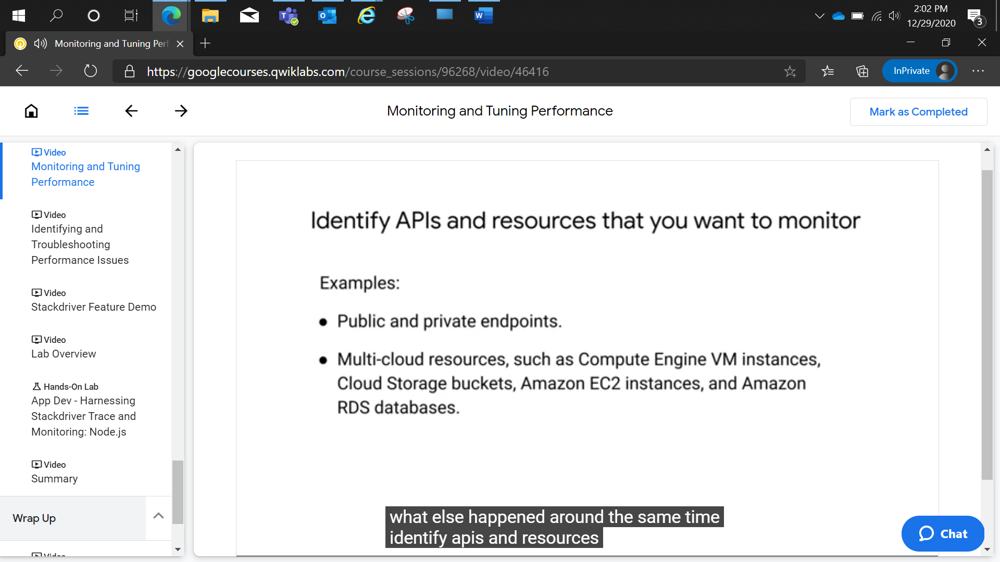 2:02 PM
12/29/2020
3
Monitoring and Tuning Perf
https://googlecourses.qwiklabs.com/course_sessions/96268/video/46416
InPrivate
Monitoring and Tuning Performance
Mark as Completed
Video
Monitoring and Tuning
Performance
Video
Identifying and
Troubleshooting
Performance Issues
Video
Stackdriver Feature Demo
Video
Lab Overview
Hands-On Lab
App Dev - Harnessing
Stackdriver Trace and
Monitoring: Node.js
Video
Summary
Wrap Up
Video
Identify APIs and resources that you want to monitor
Examples:
● Public and private endpoints.
● Multi-cloud resources, such as Compute Engine VM instances,
Cloud Storage buckets, Amazon EC2 instances, and Amazon
RDS databases.
what else happened around the same time
identify apis and resources
Chat